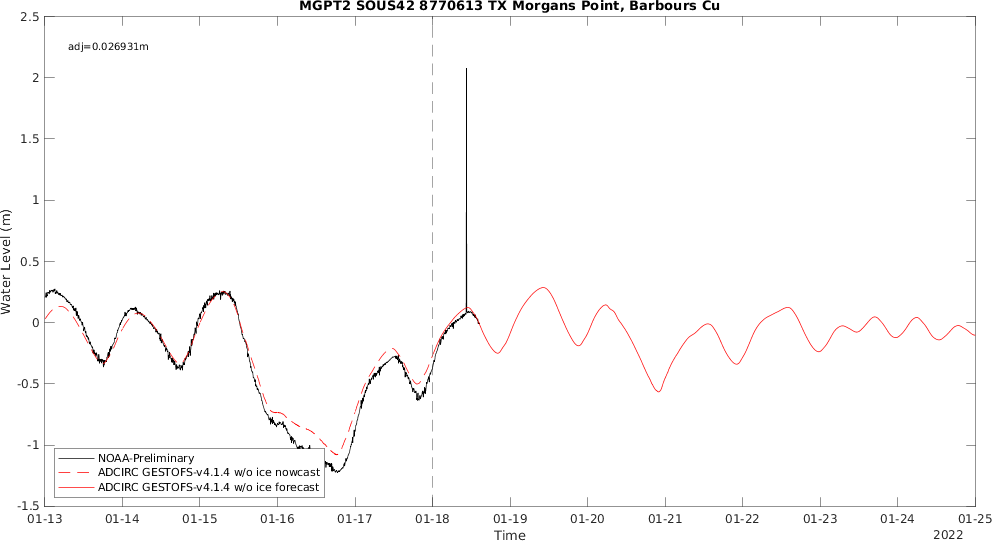 MGPT2 SOUS42 8770613 TX Morgans Point, Barbours Cu
adj=0.026931m
Water Level (m)
2.5
2
1.5
1
0.5
0
-0.5
-1
-1.5
NOAA-Preliminary
ADCIRC GESTOFS-v4.1.4 w/o ice nowcast
ADCIRC GESTOFS-v4.1.4 w/o ice forecast
01-13 01-14 01-15 01-16 01-17 01-18 01-19 01-20 01-21 01-22 01-23 01-24 01-25
Time
2022